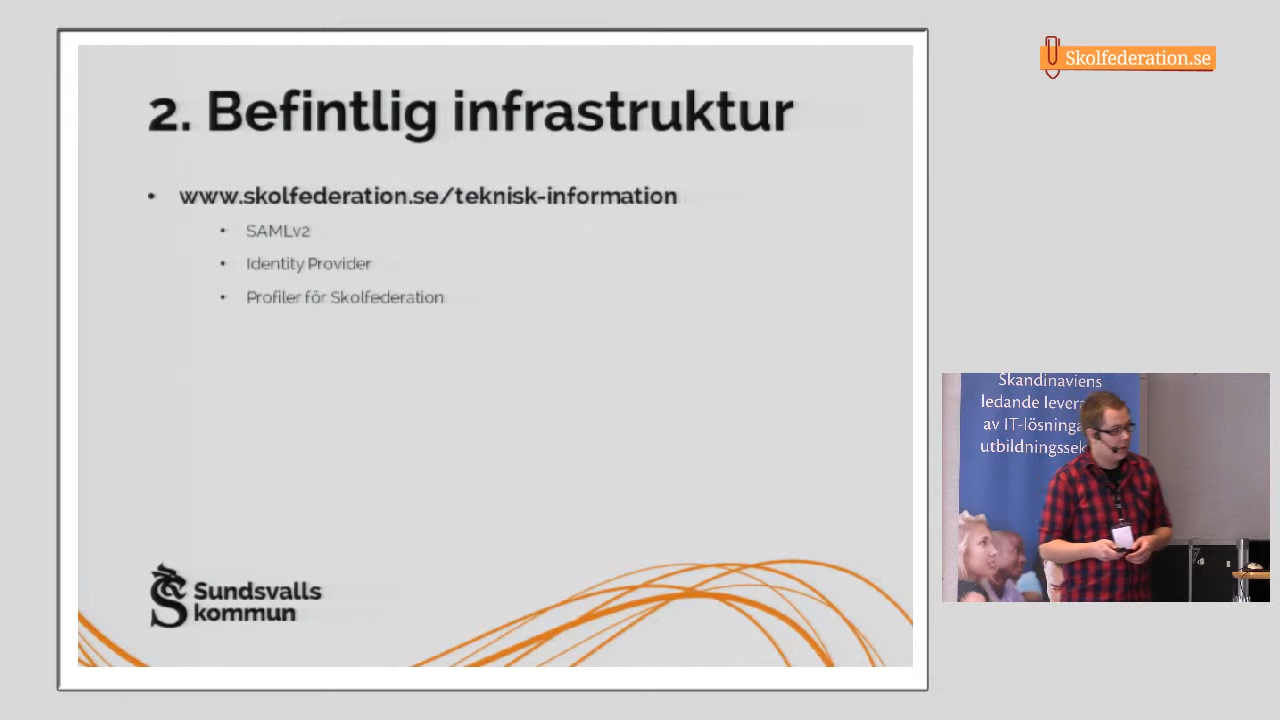 2. Befintlig infrastruktur
• www.skolfederation.se/teknisk-information
• SAMLv2
• Identity Provider
• Profiler för Skolfederation
Sundsvalls
kommun
Skolfederation.se
Skandinaviens
ledande
av IT-lösninga
utbildningssek